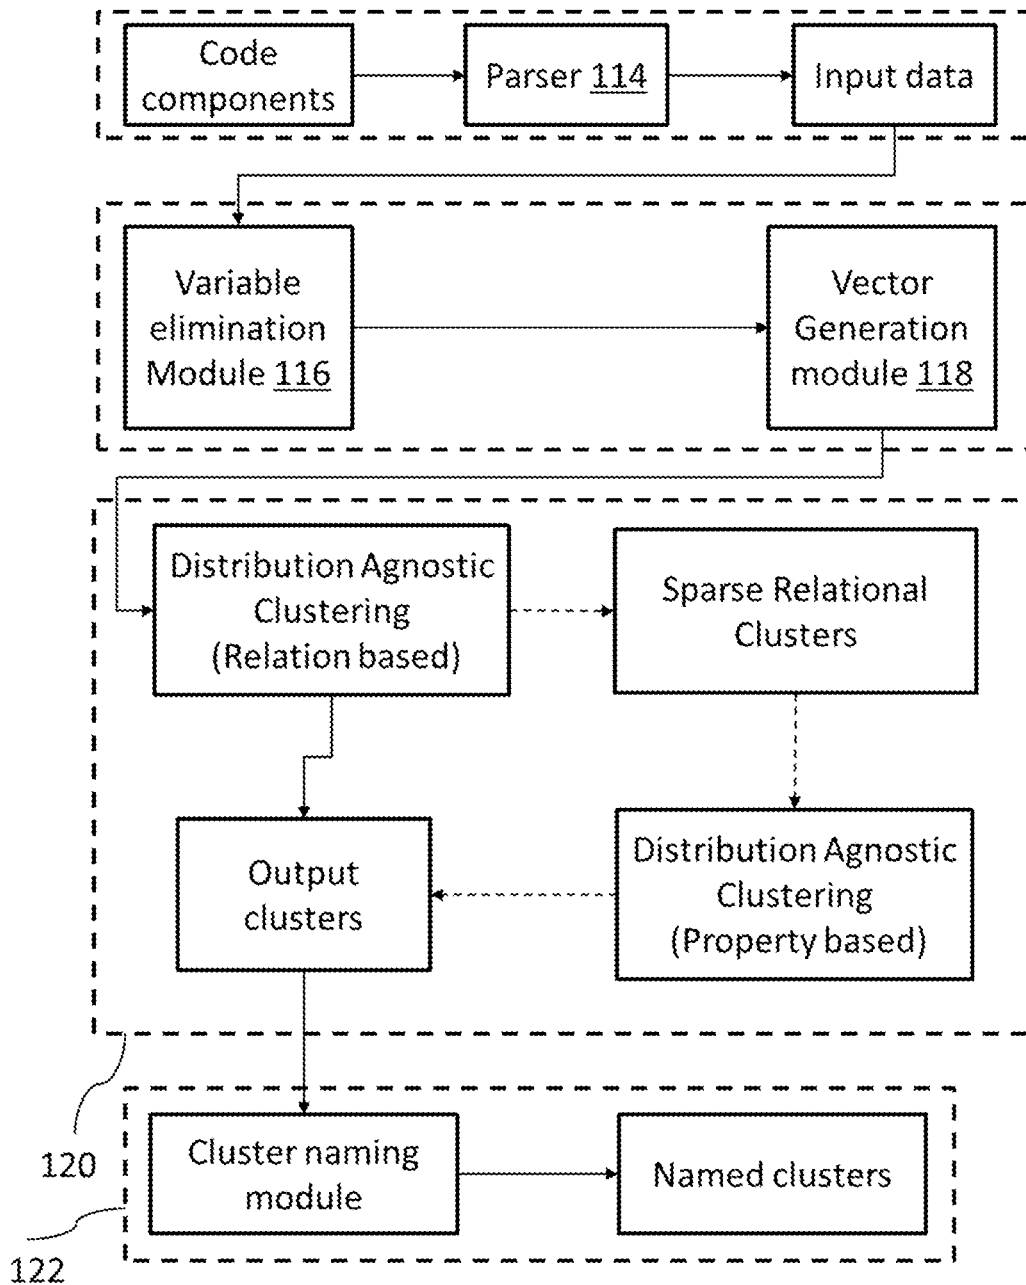 Code
components
Parser 114
Input data
Variable
elimination
Module 116
Vector
Generation
module 118
Distribution Agnostic
Clustering
(Relation based)
Sparse Relational
Clusters
Output
clusters
Distribution Agnostic
Clustering
(Property based)
120
Cluster naming
module
Named clusters
122